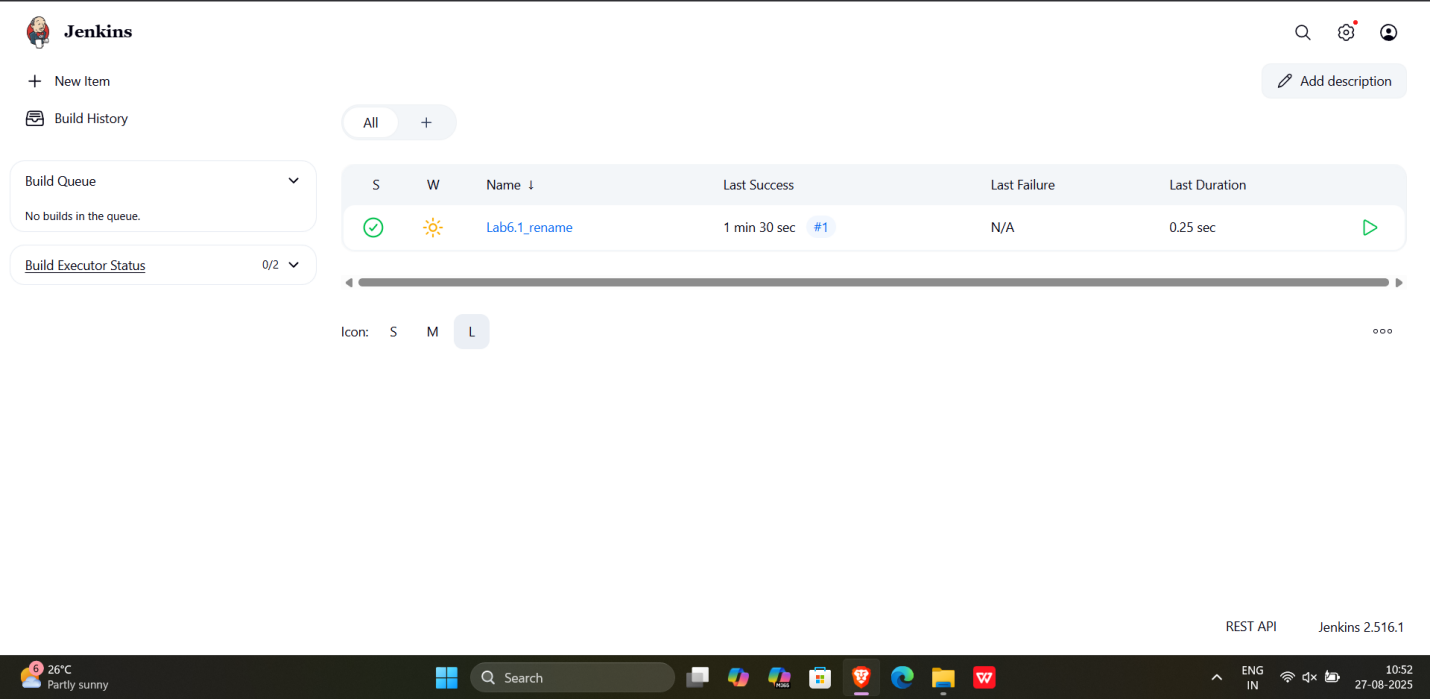 Jenkins
New Item
Add description
Build History
All +
Build Queue
No builds in the queue.
Build Executor Status 0/2
S W Name ↓ Last Success Last Failure Last Duration
Lab6.1_rename 1 min 30 sec #1 N/A 0.25 sec
Icon: S M L
REST API Jenkins 2.516.1
6 26°C
Partly sunny
Search
M365
W
ENG
IN
10:52
27-08-2025